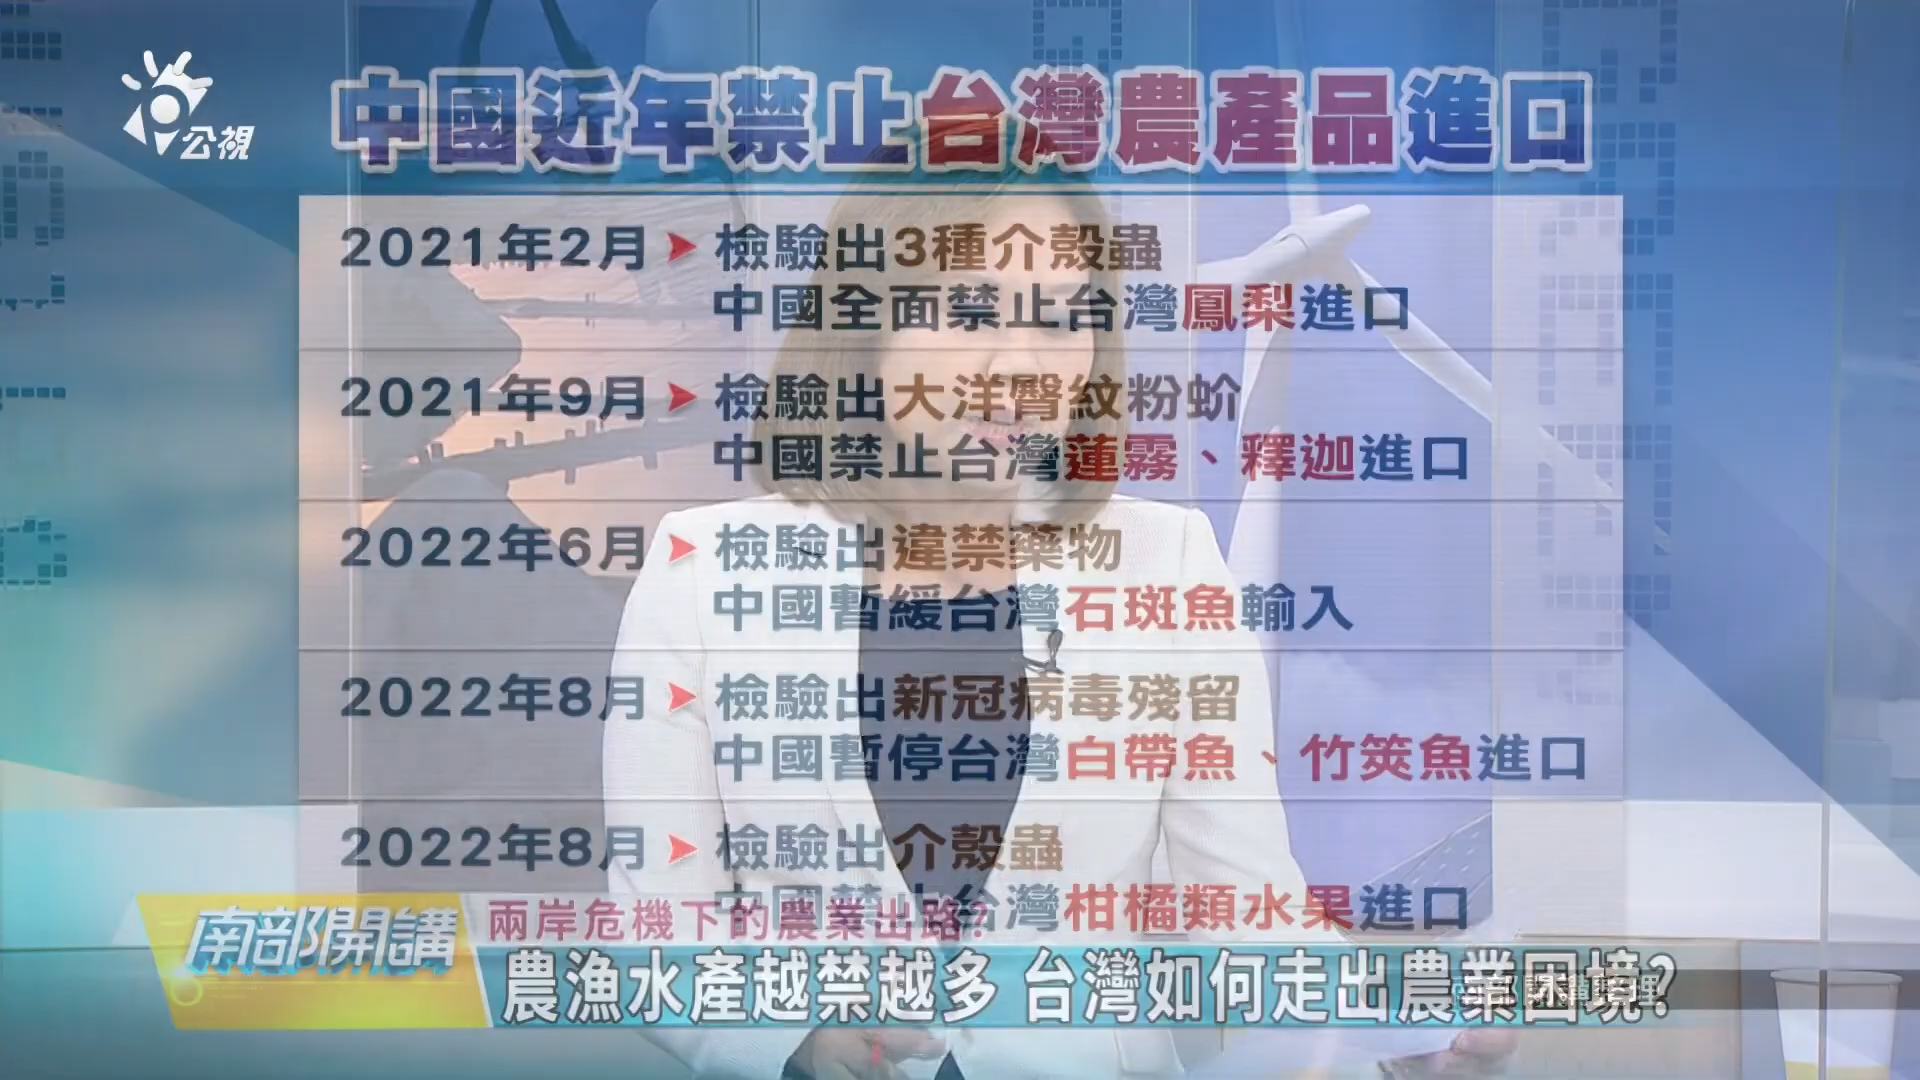 公視
中國近年禁止台灣農產品進口
2021年2月 檢驗出3種介殼蟲
中國全面禁止台灣鳳梨進口
2021年9月 檢驗出大洋臀紋粉蚧
中國禁止台灣蓮霧、釋迦進口
2022年6月 檢驗出違禁藥物
中國暫緩台灣石斑魚輸入
2022年8月 檢驗出新冠病毒殘留
中國暫停台灣白帶魚、竹筴魚進口
2022年8月 檢驗出介殼蟲
中國禁止台灣柑橘類水果進口
南部開講
兩岸危機下的農業出路?
農漁水產越禁越多 台灣如何走出農業困境?